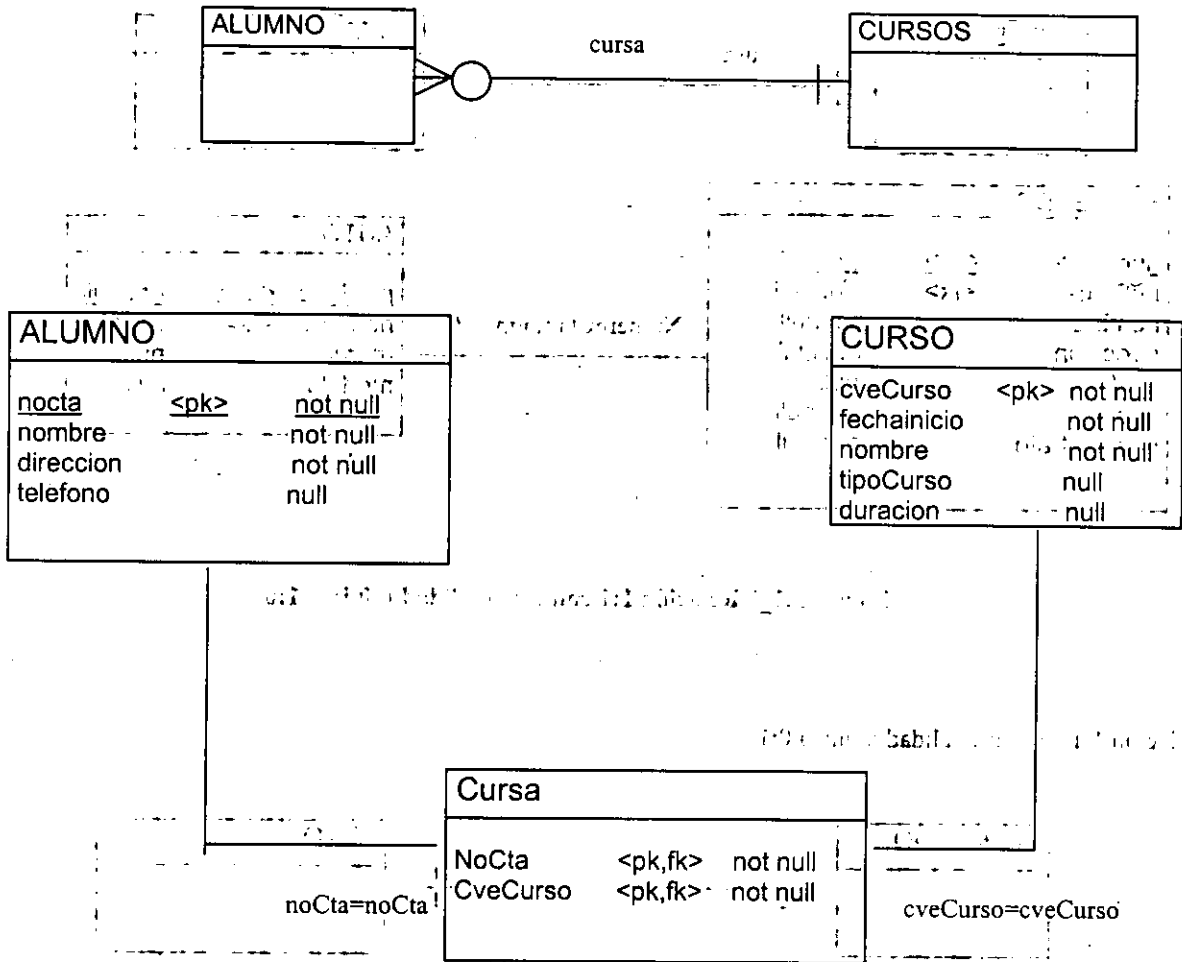 ALUMNO
cursa
CURSOS
ALUMNO
nocta <pk> not null
nombre not null
direccion not null
telefono null
CURSO
cveCurso <pk> not null
fechainicio not null
nombre not null
tipoCurso null
duracion null
Cursa
NoCta <pk,fk> not null
CveCurso <pk,fk> not null
noCta=noCta
cveCurso=cveCurso